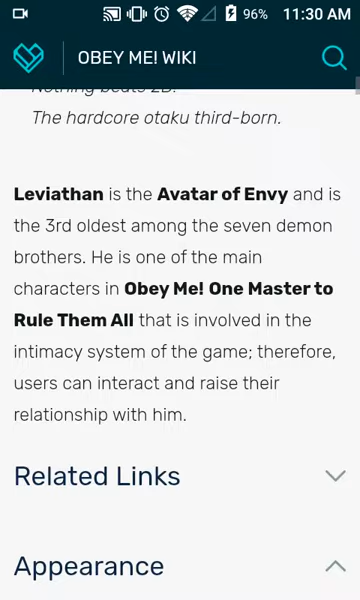 96% 11:30 AM
OBEY ME! WIKI
Nothing beats 2D.
The hardcore otaku third-born.
Leviathan is the Avatar of Envy and is
the 3rd oldest among the seven demon
brothers. He is one of the main
characters in Obey Me! One Master to
Rule Them All that is involved in the
intimacy system of the game; therefore,
users can interact and raise their
relationship with him.
Related Links
Appearance